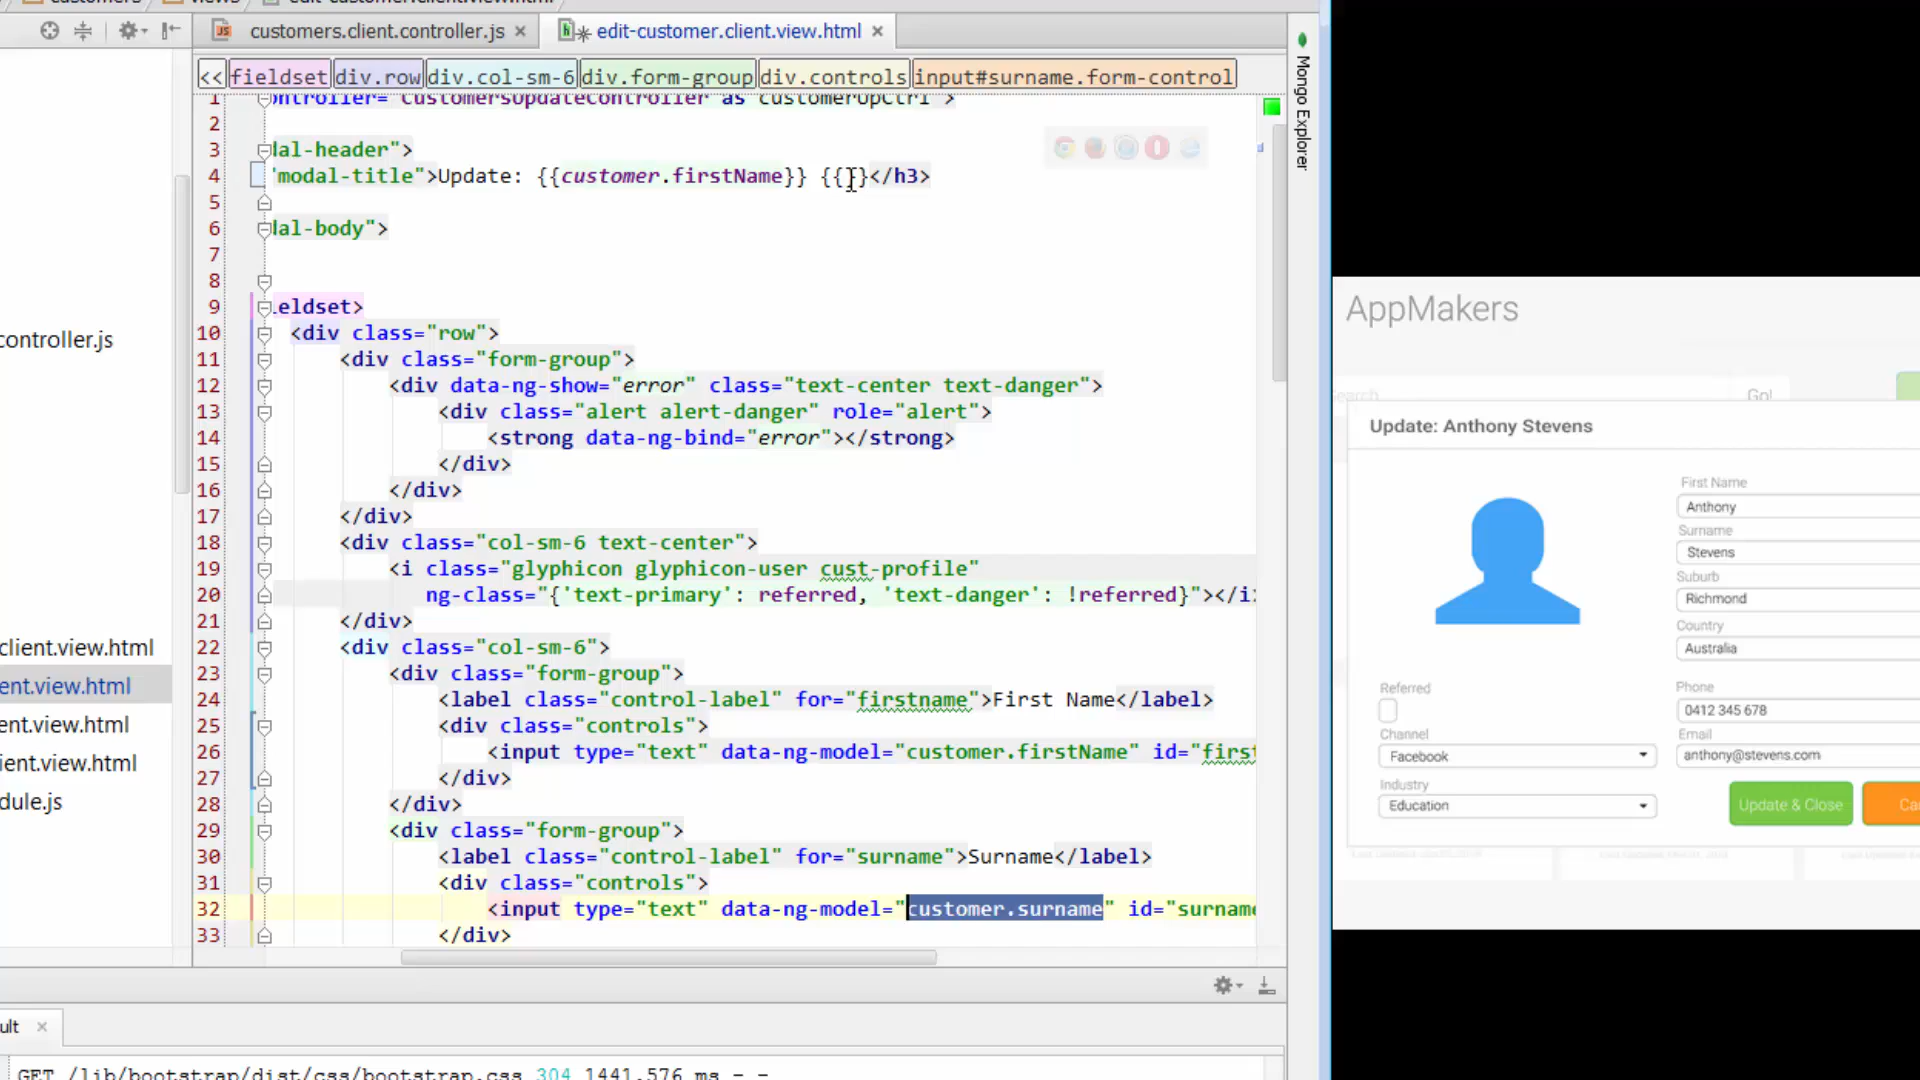 customers.client.controller.js
edit-customer.client.view.html
<< fieldset div.row div.col-sm-6 div.form-group div.controls input#surname.form-control
1 ontroller="CustomersUpdateController as customerUpCtrl">
2
3 dal-header">
4 "modal-title">Update: {{customer.firstName}} {{}}</h3>
5
6 dal-body">
7
8
9 ieldset>
10 <div class="row">
11 <div class="form-group">
12 <div data-ng-show="error" class="text-center text-danger">
13 <div class="alert alert-danger" role="alert">
14 <strong data-ng-bind="error"></strong>
15 </div>
16 </div>
17 </div>
18 <div class="col-sm-6 text-center">
19 <i class="glyphicon glyphicon-user cust-profile"
20 ng-class="{'text-primary': referred, 'text-danger': !referred}"></i>
21 </div>
22 <div class="col-sm-6">
23 <div class="form-group">
24 <label class="control-label" for="firstname">First Name</label>
25 <div class="controls">
26 <input type="text" data-ng-model="customer.firstName" id="first
27 </div>
28 </div>
29 <div class="form-group">
30 <label class="control-label" for="surname">Surname</label>
31 <div class="controls">
32 <input type="text" data-ng-model="customer.surname" id="surname
33 </div>
controller.js
client.view.html
ent.view.html
ent.view.html
ient.view.html
dule.js
Mongo Explorer
ult
GET /lib/bootstrap/dist/css/bootstrap.css 304 1441.576 ms - -
AppMakers
Search
Go!
Update: Anthony Stevens
First Name
Anthony
Surname
Stevens
Suburb
Richmond
Country
Australia
Referred
Phone
0412 345 678
Channel
Facebook
Email
anthony@stevens.com
Industry
Education
Update & Close
Ca